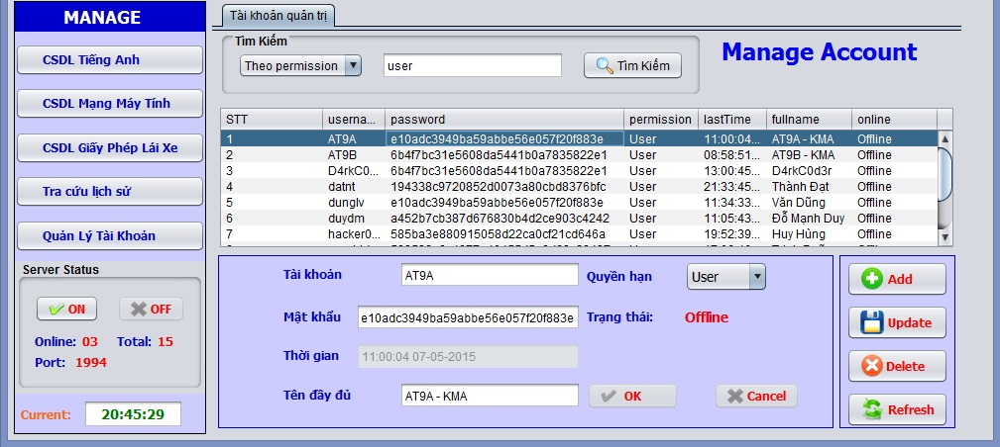 MANAGE
CSDL Tiếng Anh
CSDL Mạng Máy Tính
CSDL Giấy Phép Lái Xe
Tra cứu lịch sử
Quản Lý Tài Khoản
Server Status
ON OFF
Online: 03 Total: 15
Port: 1994
Current: 20:45:29
Tài khoản quản trị
Tìm Kiếm
Theo permission user Tìm Kiếm
Manage Account
STT userna... password permission lastTime fullname online
1 AT9A e10adc3949ba59abbe56e057f20f883e User 11:00:04... AT9A - KMA Offline
2 AT9B 6b4f7bc31e5608da5441b0a7835822e1 User 08:58:51... AT9B - KMA Offline
3 D4rkC0... 6b4f7bc31e5608da5441b0a7835822e1 User 13:00:45... D4rkC0d3r Offline
4 datnt 194338c9720852d0073a80cbd8376bfc User 21:33:45... Thành Đạt Offline
5 dunglv 6b4f7bc31e5608da5441b0a7835822e1 User 11:34:33... Văn Dũng Offline
6 duydm a452b7cb387d676830b4d2ce903c4242 User 11:05:43... Đỗ Mạnh Duy Offline
7 hacker0... 585ba3e880915058d22ca0cf21cd646a User 19:52:39... Huy Hùng Offline
Tài khoản AT9A Quyền hạn User
Mật khẩu e10adc3949ba59abbe56e057f20f883e Trạng thái: Offline
Thời gian 11:00:04 07-05-2015
Tên đầy đủ AT9A - KMA OK Cancel
Add
Update
Delete
Refresh